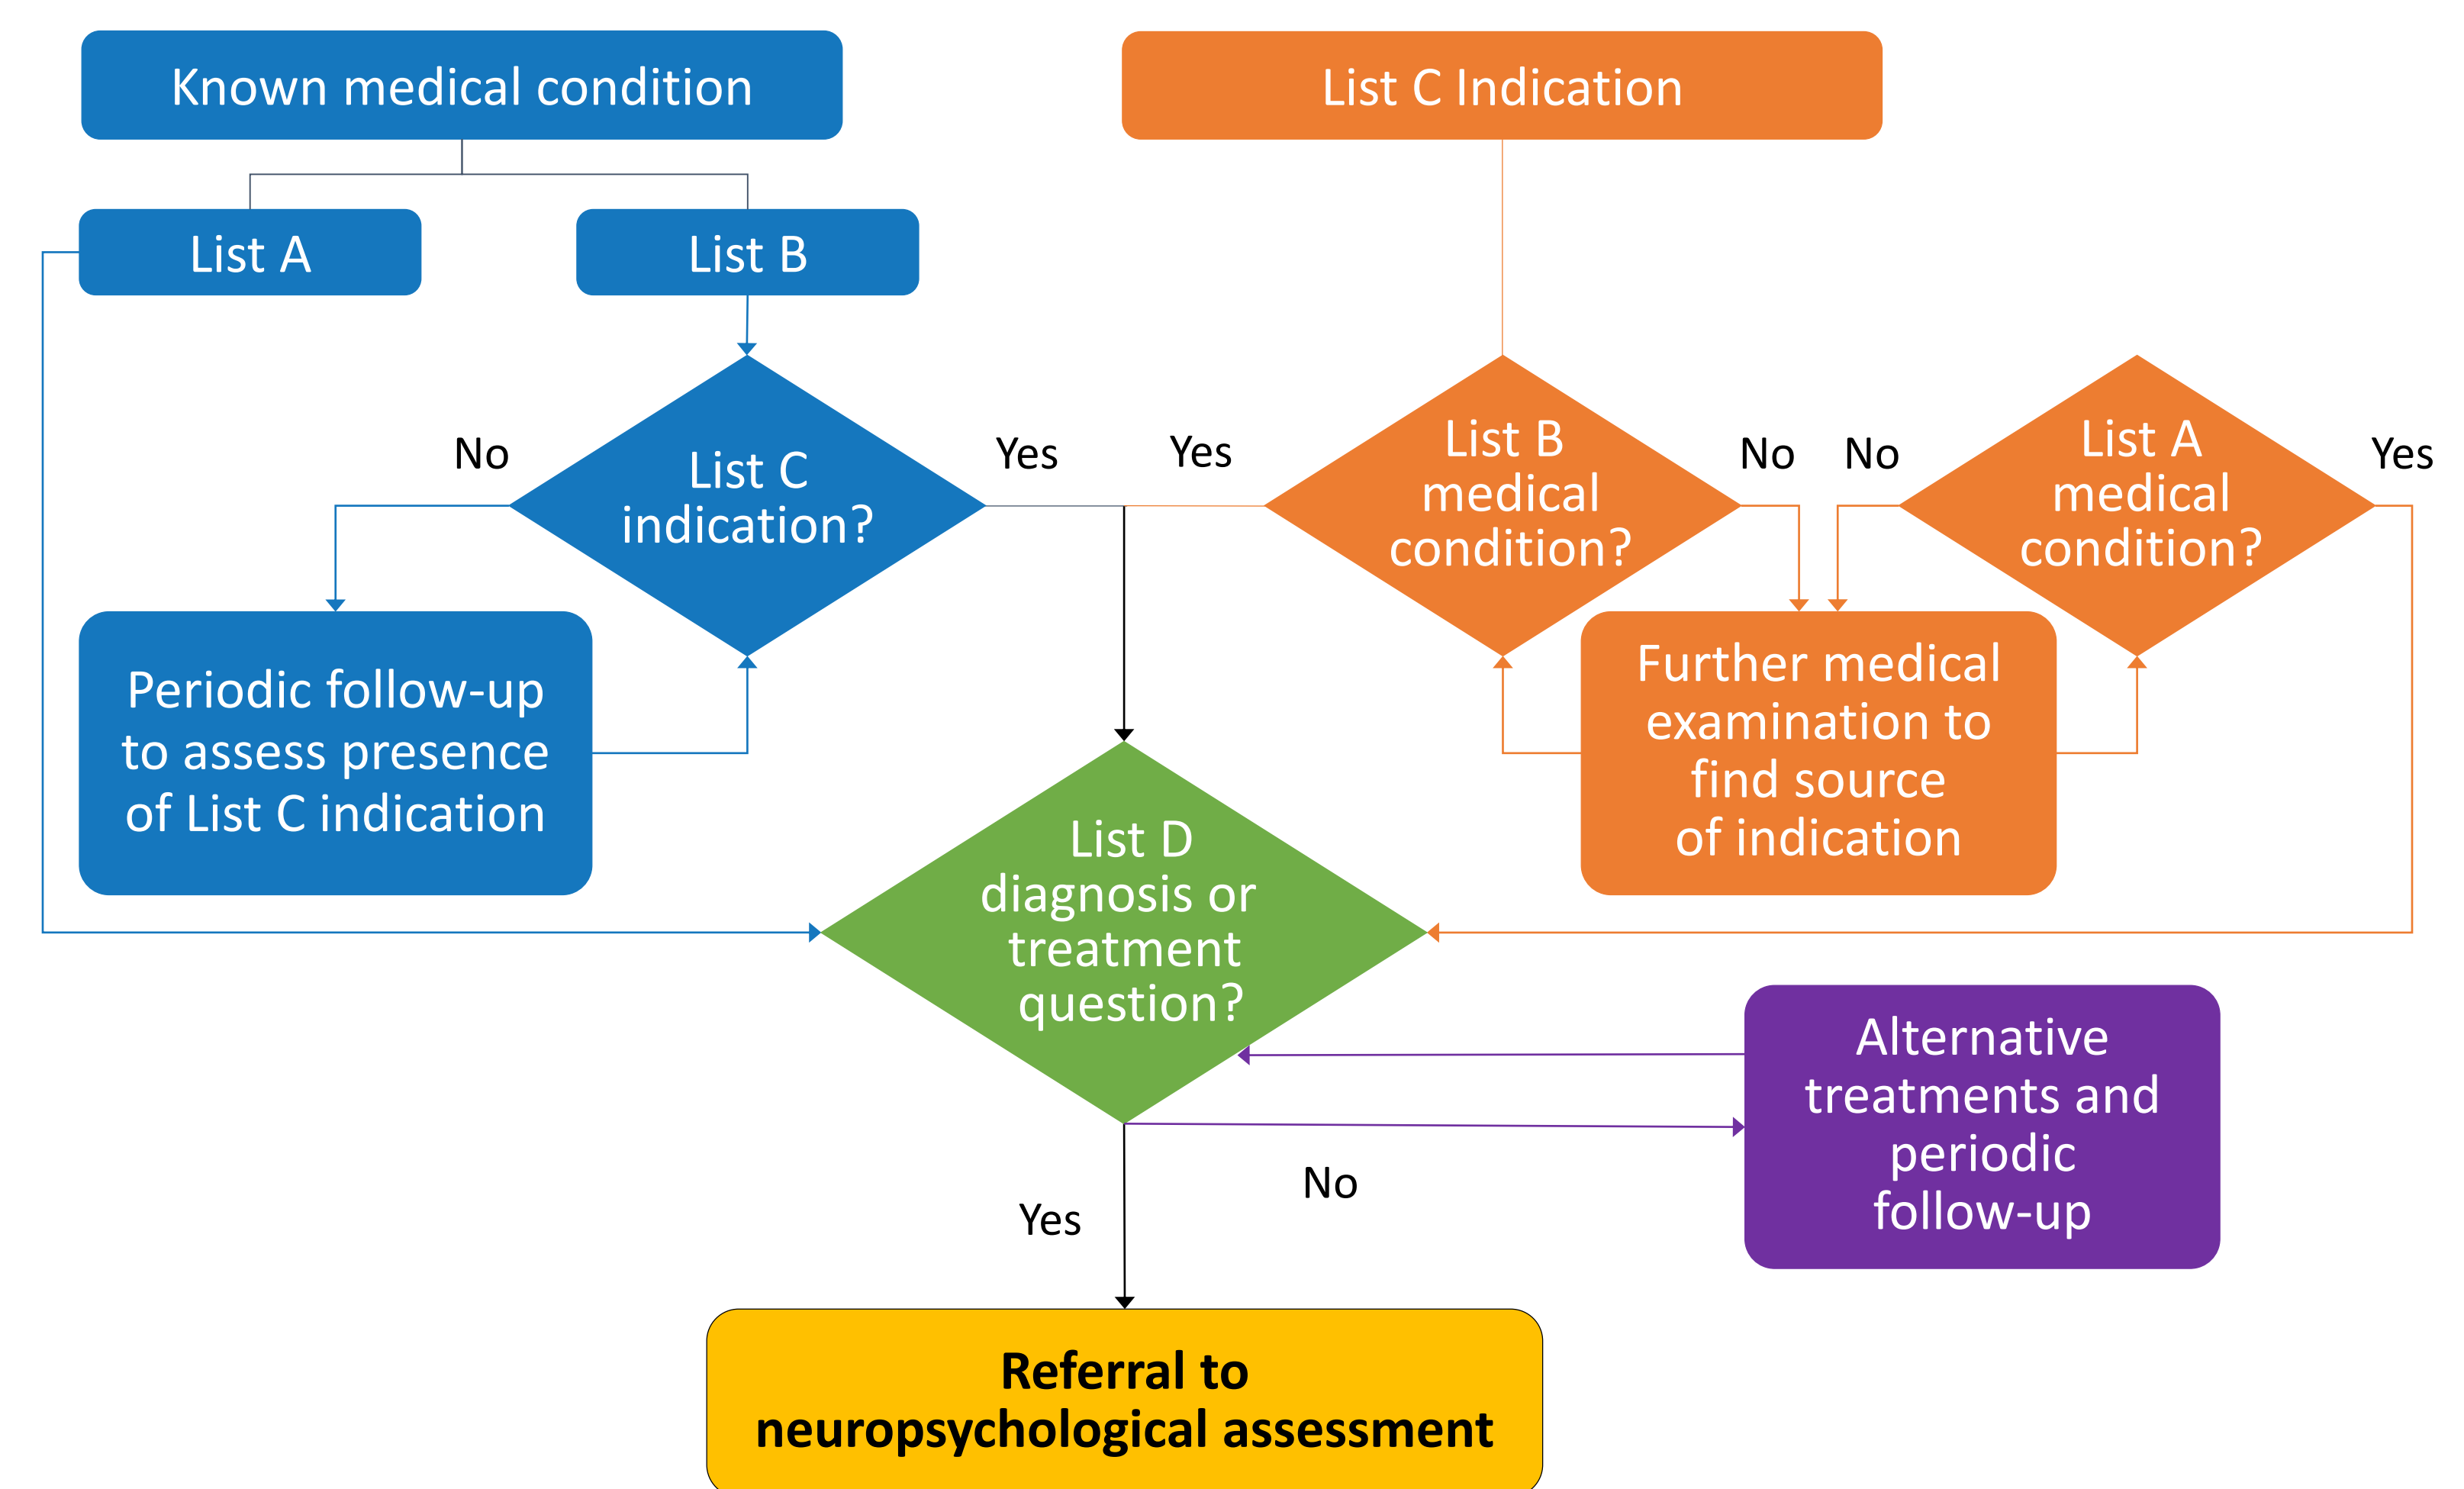 Known medical condition
List C Indication
List A
List B
No
List C
indication?
Yes
Yes
List B
medical
condition?
No
No
List A
medical
condition?
Yes
Periodic follow-up
to assess presence
of List C indication
Further medical
examination to
find source
of indication
List D
diagnosis or
treatment
question?
Alternative
treatments and
periodic
follow-up
No
Yes
Referral to
neuropsychological assessment